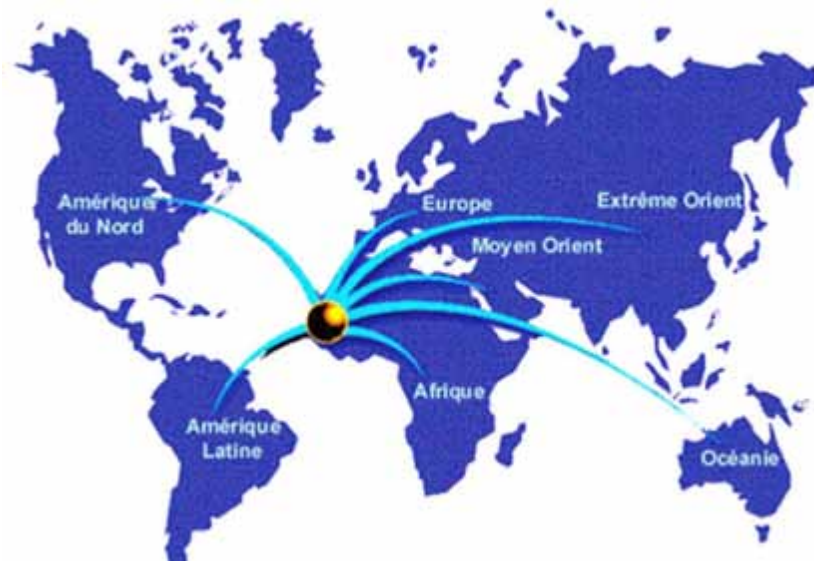 Amérique
du Nord
Europe
Extrême Orient
Moyen Orient
Afrique
Amérique
Latine
Océanie